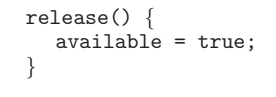 release() {
available = true;
}